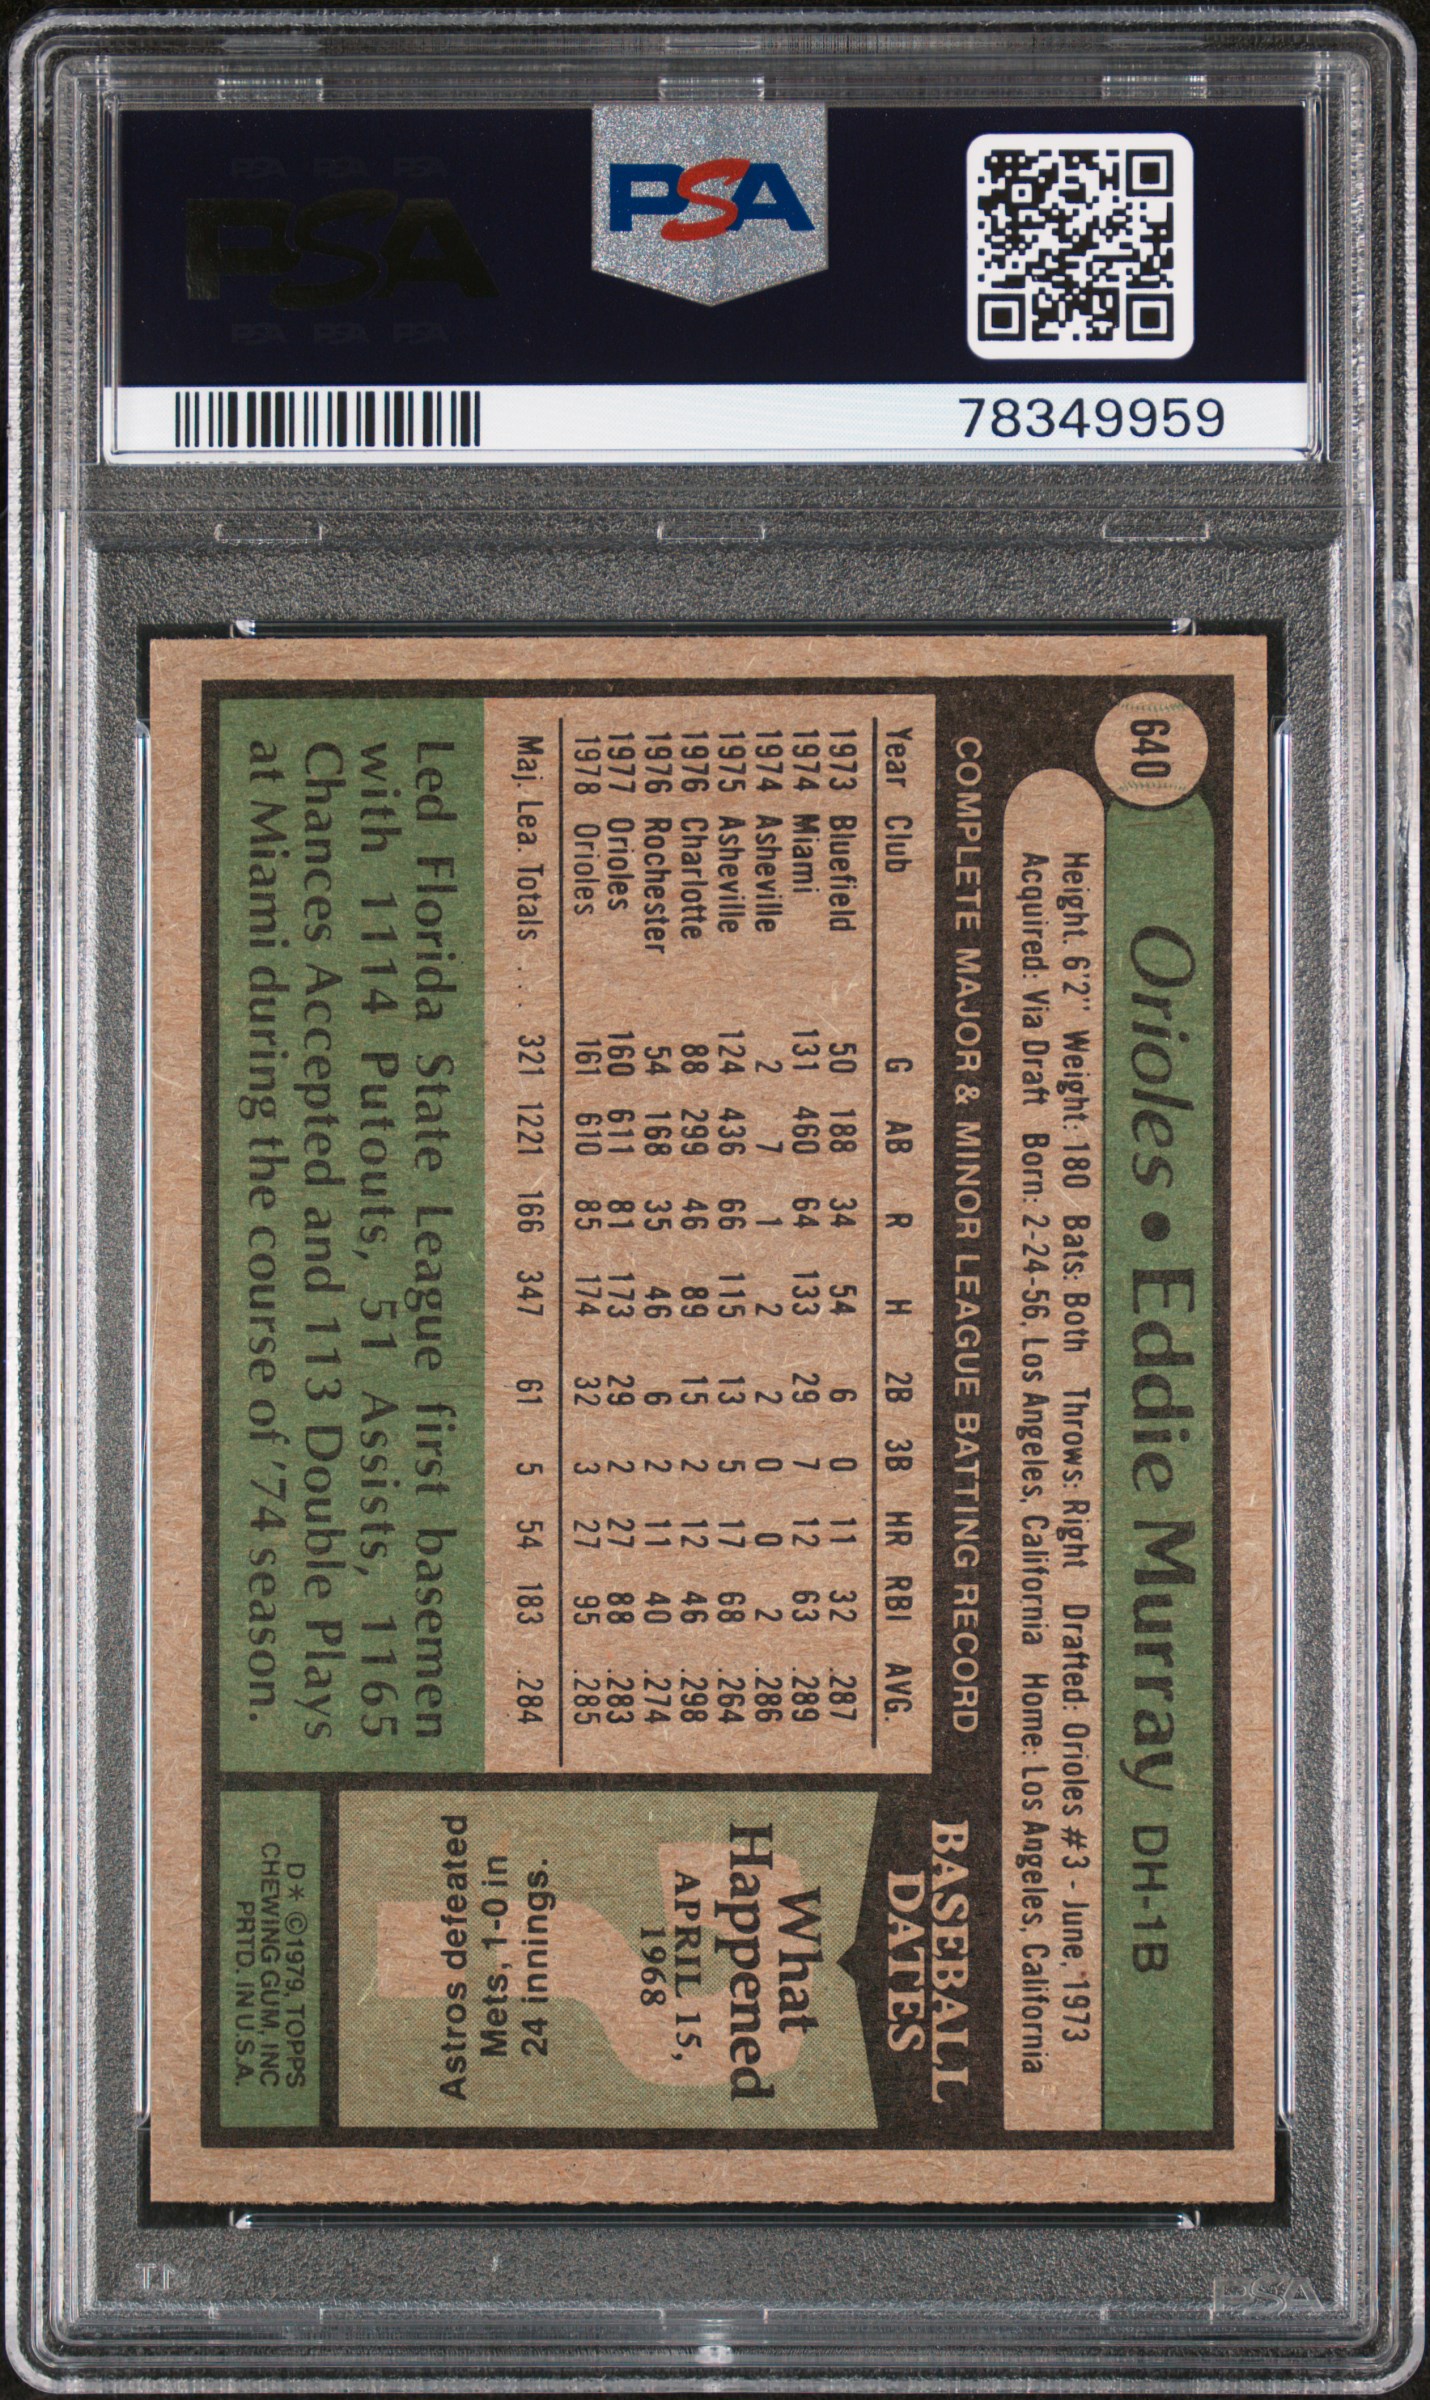 PSA PSA PSA
PSA
PSA PSA PSA
PSA
78349959
640
Orioles • Eddie Murray DH-1B
Height: 6'2" Weight: 180 Bats: Both Throws: Right Drafted: Orioles #3 - June, 1973
Acquired: Via Draft Born: 2-24-56, Los Angeles, California Home: Los Angeles, California
COMPLETE MAJOR & MINOR LEAGUE BATTING RECORD
Year Club G AB R H 2B 3B HR RBI AVG.
1973 Bluefield 50 188 34 54 6 0 11 32 .287
1974 Miami 131 460 64 133 29 7 12 63 .289
1974 Asheville 2 7 1 2 2 0 0 2 .286
1975 Asheville 124 436 66 115 13 5 17 68 .264
1976 Charlotte 88 299 46 89 15 2 12 46 .298
1976 Rochester 54 168 35 46 6 2 11 40 .274
1977 Orioles 160 611 81 173 29 2 27 88 .283
1978 Orioles 161 610 85 174 32 3 27 95 .285
Maj. Lea. Totals . . . 321 1221 166 347 61 5 54 183 .284
Led Florida State League first basemen
with 1114 Putouts, 51 Assists, 1165
Chances Accepted and 113 Double Plays
at Miami during the course of '74 season.
BASEBALL
DATES
What
Happened
APRIL 15,
1968
24 innings.
Mets, 1-0 in
Astros defeated
D* ©1979, TOPPS
CHEWING GUM, INC
PRTD. IN U.S.A.
T1
PSA